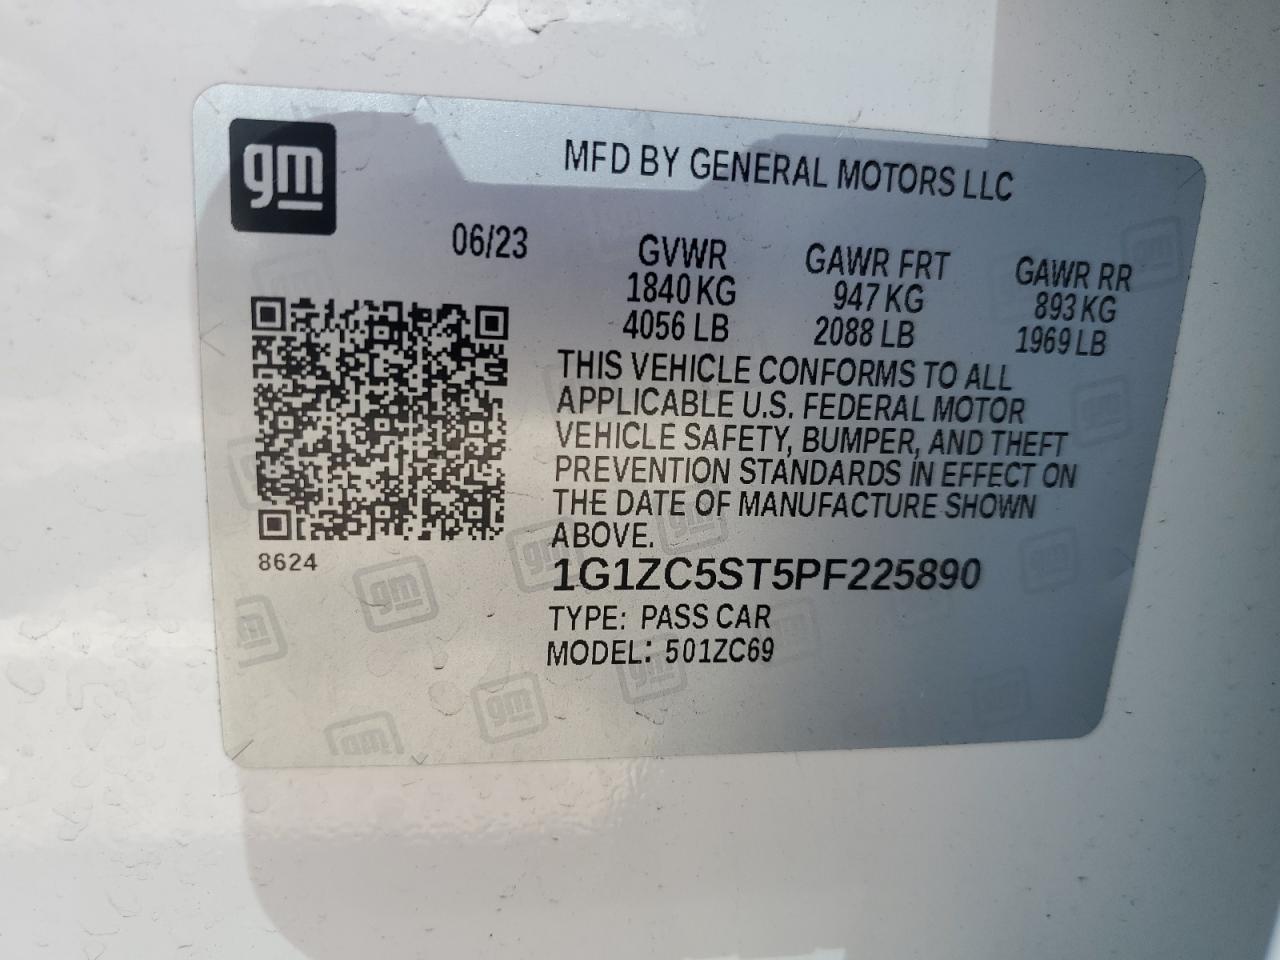 gm
MFD BY GENERAL MOTORS LLC
06/23
GVWR GAWR FRT GAWR RR
1840 KG 947 KG 893 KG
4056 LB 2088 LB 1969 LB
THIS VEHICLE CONFORMS TO ALL
APPLICABLE U.S. FEDERAL MOTOR
VEHICLE SAFETY, BUMPER, AND THEFT
PREVENTION STANDARDS IN EFFECT ON
THE DATE OF MANUFACTURE SHOWN
ABOVE.
8624
1G1ZC5ST5PF225890
TYPE: PASS CAR
MODEL: 501ZC69